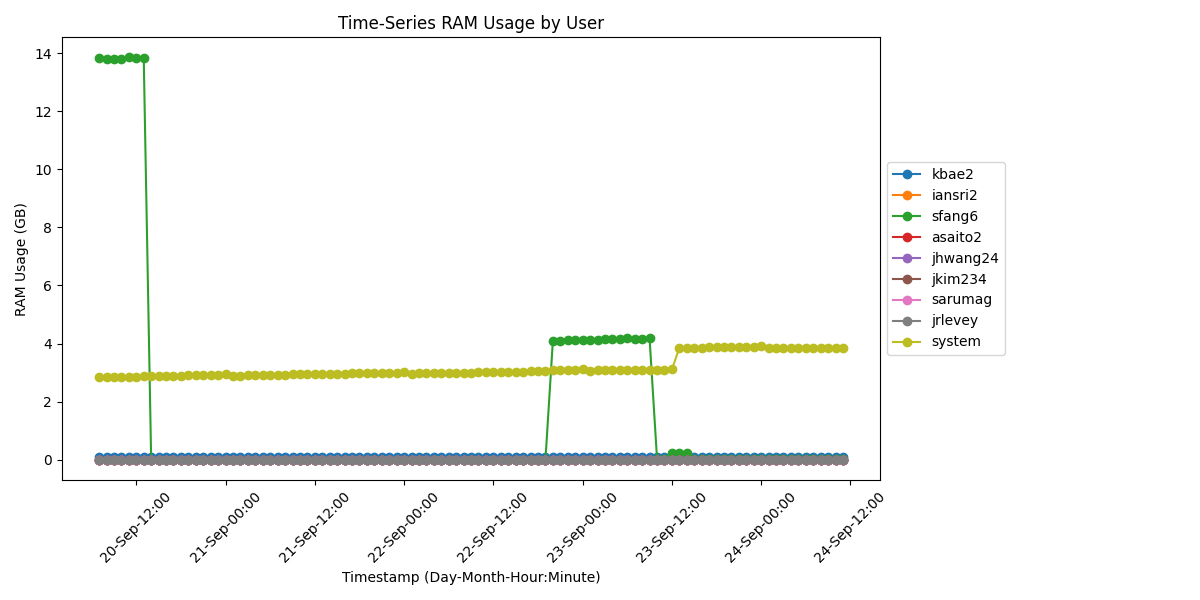 Time-Series RAM Usage by User
RAM Usage (GB)
14
12
10
8
6
4
2
0
20-Sep-12:00
21-Sep-00:00
21-Sep-12:00
22-Sep-00:00
22-Sep-12:00
23-Sep-00:00
23-Sep-12:00
24-Sep-00:00
24-Sep-12:00
Timestamp (Day-Month-Hour:Minute)
kbae2
iansri2
sfang6
asaito2
jhwang24
jkim234
sarumag
jrlevey
system